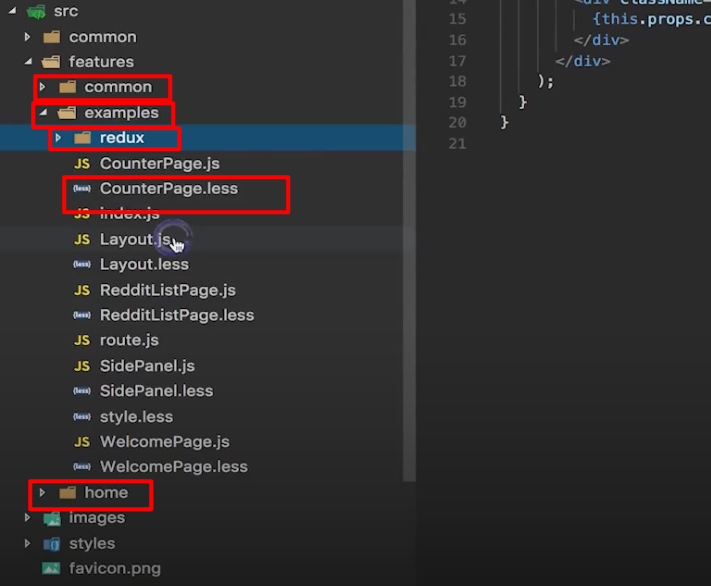 src
common
features
common
examples
redux
CounterPage.js
CounterPage.less
index.js
Layout.js
Layout.less
RedditListPage.js
RedditListPage.less
route.js
SidePanel.js
SidePanel.less
style.less
WelcomePage.js
WelcomePage.less
home
images
styles
favicon.png
14 <div className=
15 {this.props.c
16 </div>
17 </div>
18 );
19 }
20 }
21